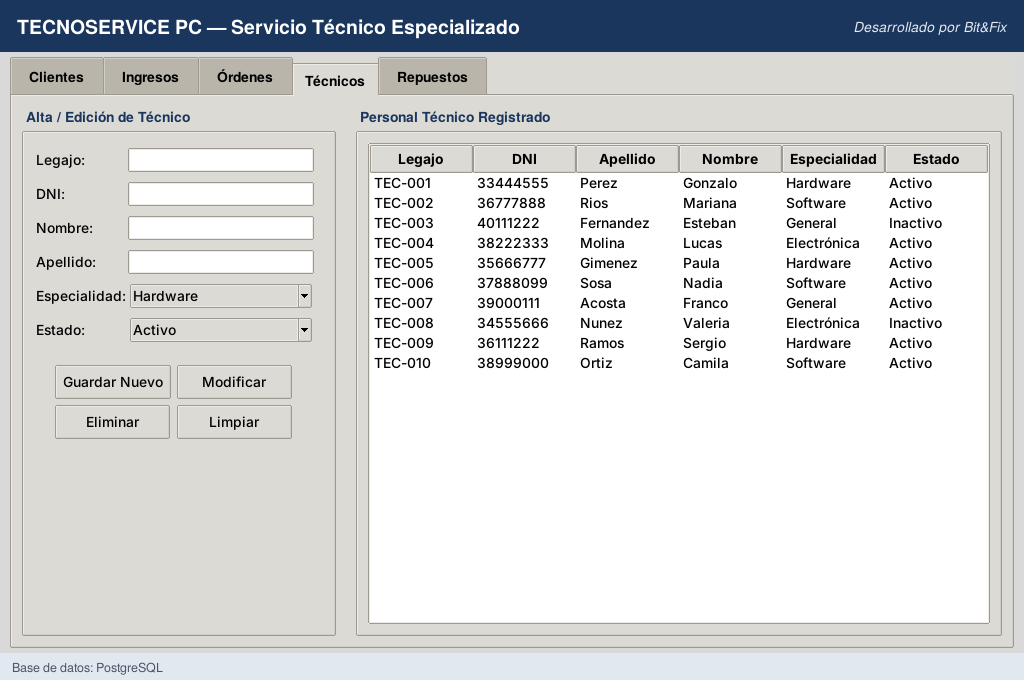 TECNOSERVICE PC — Servicio Técnico Especializado
Desarrollado por Bit&Fix
Clientes Ingresos Órdenes Técnicos Repuestos
Alta / Edición de Técnico
Legajo:
DNI:
Nombre:
Apellido:
Especialidad: Hardware
Estado: Activo
Guardar Nuevo Modificar
Eliminar Limpiar
Personal Técnico Registrado
Legajo DNI Apellido Nombre Especialidad Estado
TEC-001 33444555 Perez Gonzalo Hardware Activo
TEC-002 36777888 Rios Mariana Software Activo
TEC-003 40111222 Fernandez Esteban General Inactivo
TEC-004 38222333 Molina Lucas Electrónica Activo
TEC-005 35666777 Gimenez Paula Hardware Activo
TEC-006 37888099 Sosa Nadia Software Activo
TEC-007 39000111 Acosta Franco General Activo
TEC-008 34555666 Nunez Valeria Electrónica Inactivo
TEC-009 36111222 Ramos Sergio Hardware Activo
TEC-010 38999000 Ortiz Camila Software Activo
Base de datos: PostgreSQL